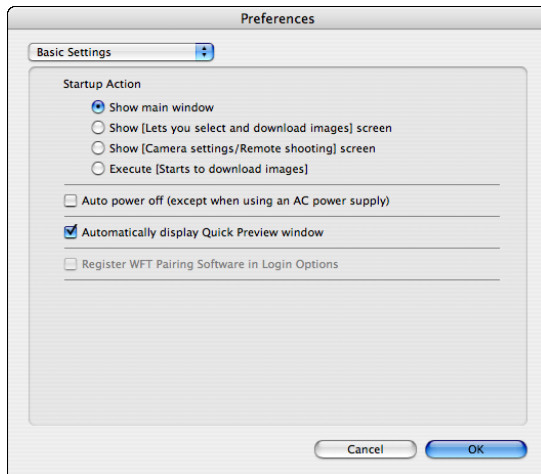 Preferences
Basic Settings
Startup Action
Show main window
Show [Lets you select and download images] screen
Show [Camera settings/Remote shooting] screen
Execute [Starts to download images]
Auto power off (except when using an AC power supply)
Automatically display Quick Preview window
Register WFT Pairing Software in Login Options
Cancel
OK